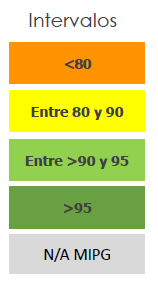 Intervalos
<80
Entre 80 y 90
Entre >90 y 95
>95
N/A MIPG